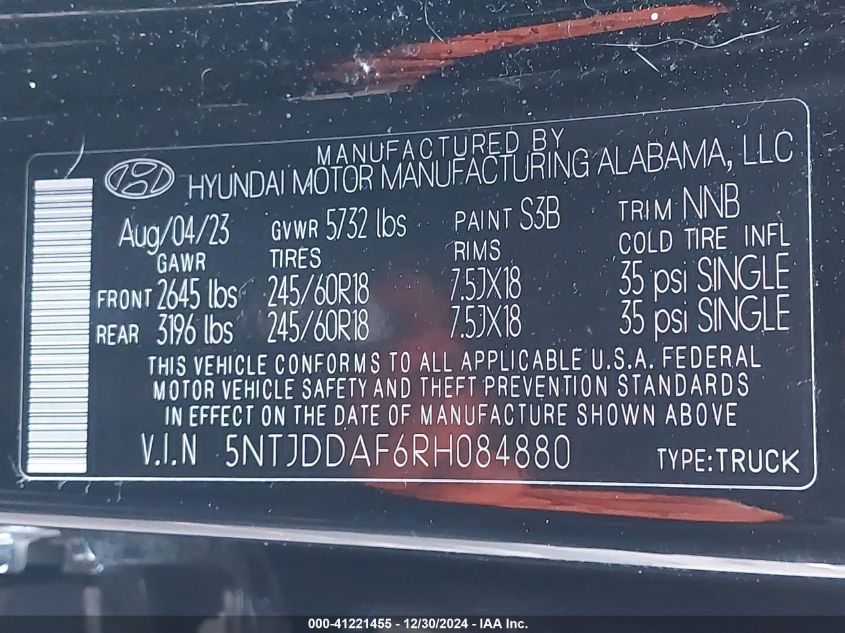 MANUFACTURED BY
HYUNDAI MOTOR MANUFACTURING ALABAMA, LLC
Aug/04/23 GVWR 5732 lbs PAINT S3B TRIM NNB
GAWR TIRES RIMS COLD TIRE INFL
FRONT 2645 lbs 245/60R18 7.5JX18 35 psi SINGLE
REAR 3196 lbs 245/60R18 7.5JX18 35 psi SINGLE
THIS VEHICLE CONFORMS TO ALL APPLICABLE U.S.A. FEDERAL
MOTOR VEHICLE SAFETY AND THEFT PREVENTION STANDARDS
IN EFFECT ON THE DATE OF MANUFACTURE SHOWN ABOVE
V.I.N 5NTJDDAF6RH084880 TYPE:TRUCK
000-41221455 - 12/30/2024 - IAA Inc.